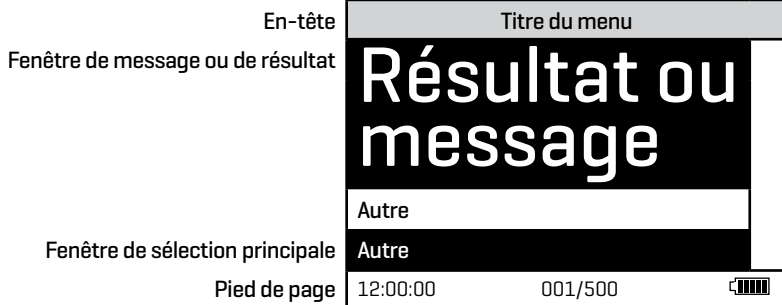 En-tête Titre du menu
Fenêtre de message ou de résultat Résultat ou
message
Autre
Fenêtre de sélection principale Autre
Pied de page 12:00:00 001/500